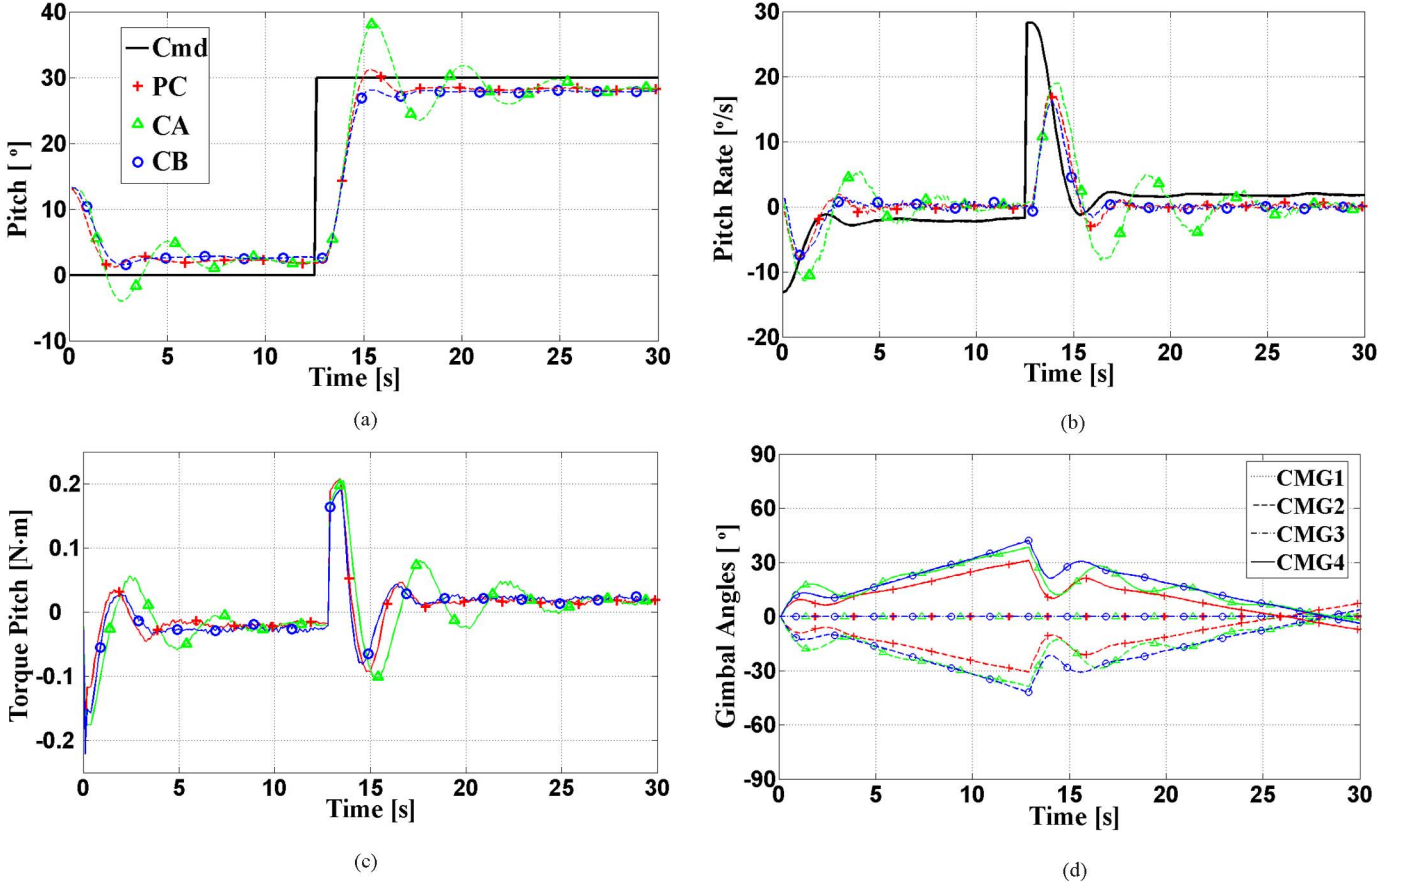 40
30
20
10
0
-10
Pitch [ º]
Cmd
PC
CA
CB
0 5 10 15 20 25 30
Time [s]
(a)
30
20
10
0
-10
-20
Pitch Rate [º/s]
0 5 10 15 20 25 30
Time [s]
(b)
0.2
0.1
0
-0.1
-0.2
Torque Pitch [N·m]
0 5 10 15 20 25 30
Time [s]
(c)
90
60
30
0
-30
-60
-90
Gimbal Angles [ º]
CMG1
CMG2
CMG3
CMG4
0 5 10 15 20 25 30
Time [s]
(d)